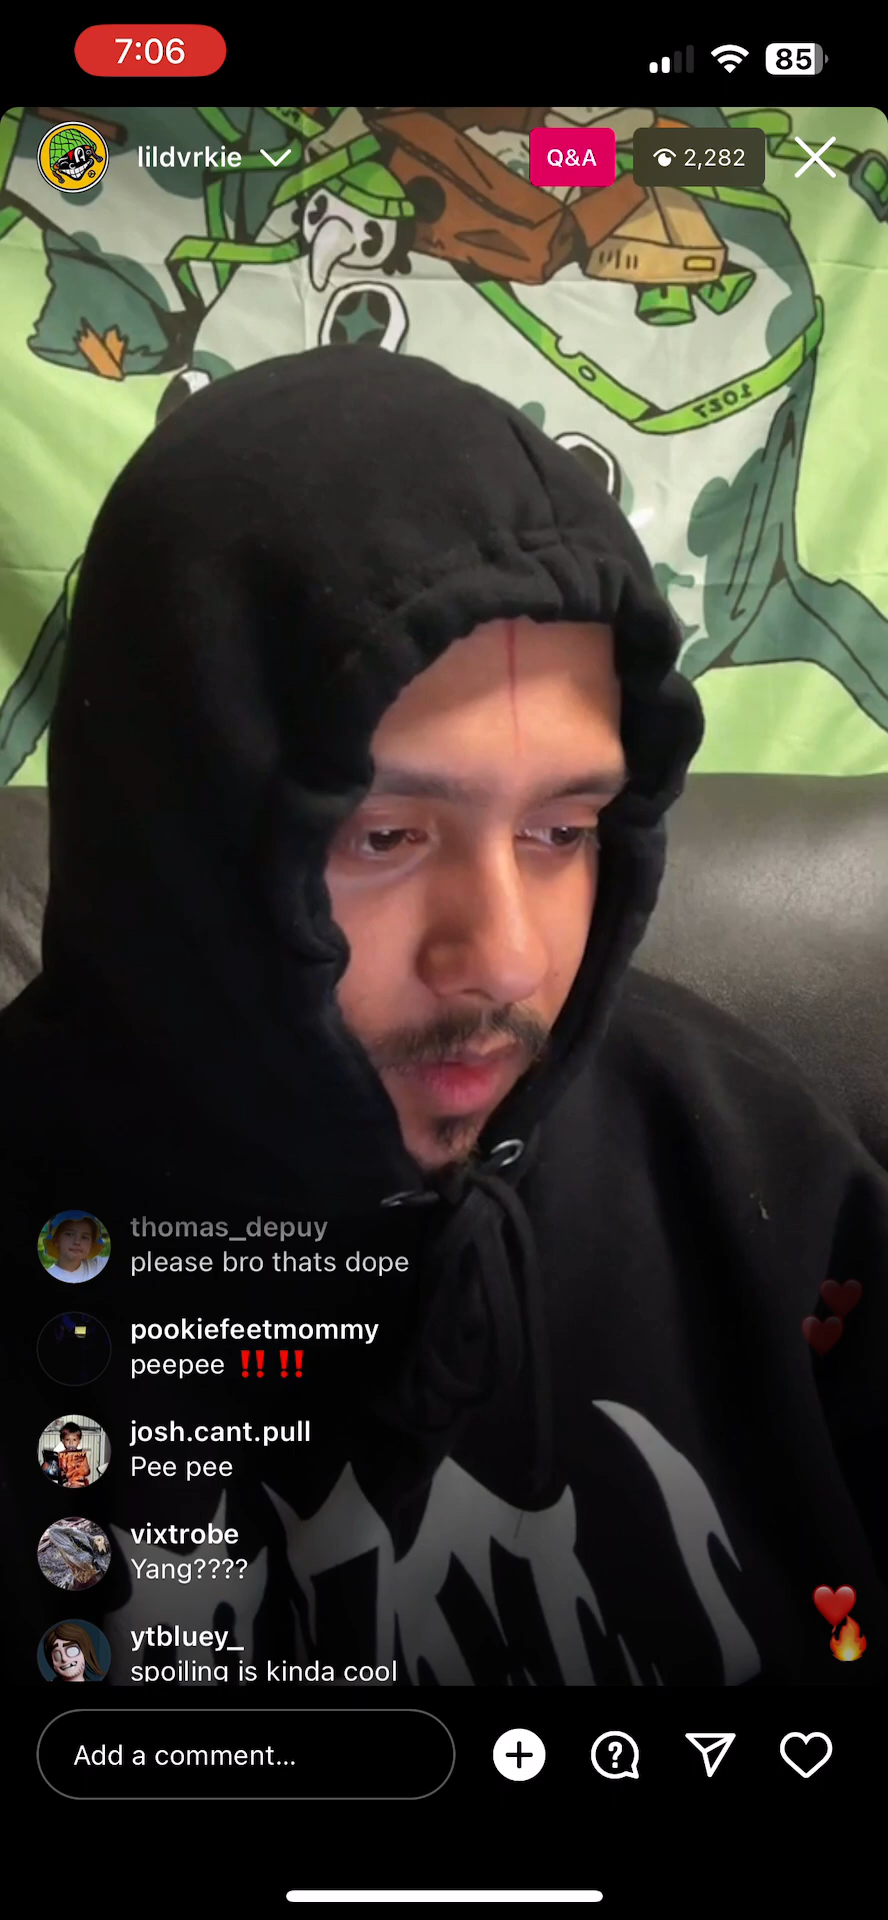 7:06
85
lildvrkie
Q&A
2,282
1027
thomas_depuy
please bro thats dope
pookiefeetmommy
peepee ‼️ ‼️
josh.cant.pull
Pee pee
vixtrobe
Yang????
ytbluey_
spoiling is kinda cool
Add a comment...